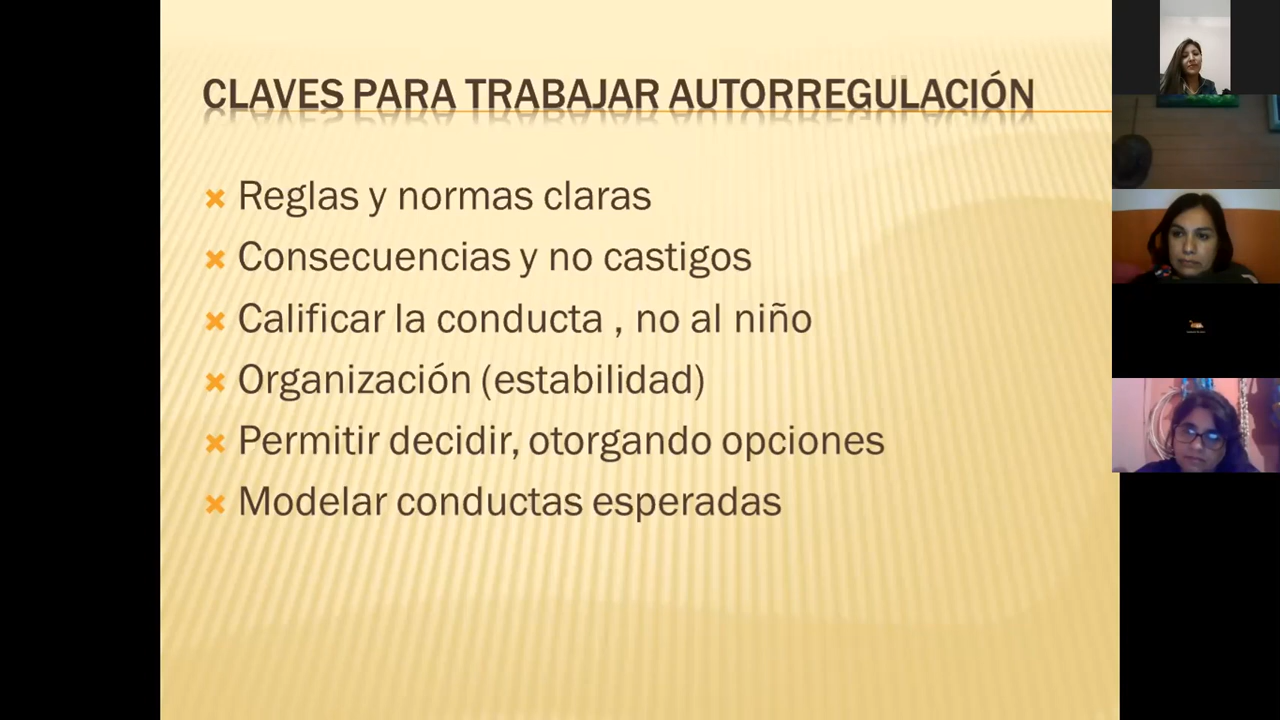 CLAVES PARA TRABAJAR AUTORREGULACIÓN
Reglas y normas claras
Consecuencias y no castigos
Calificar la conducta , no al niño
Organización (estabilidad)
Permitir decidir, otorgando opciones
Modelar conductas esperadas